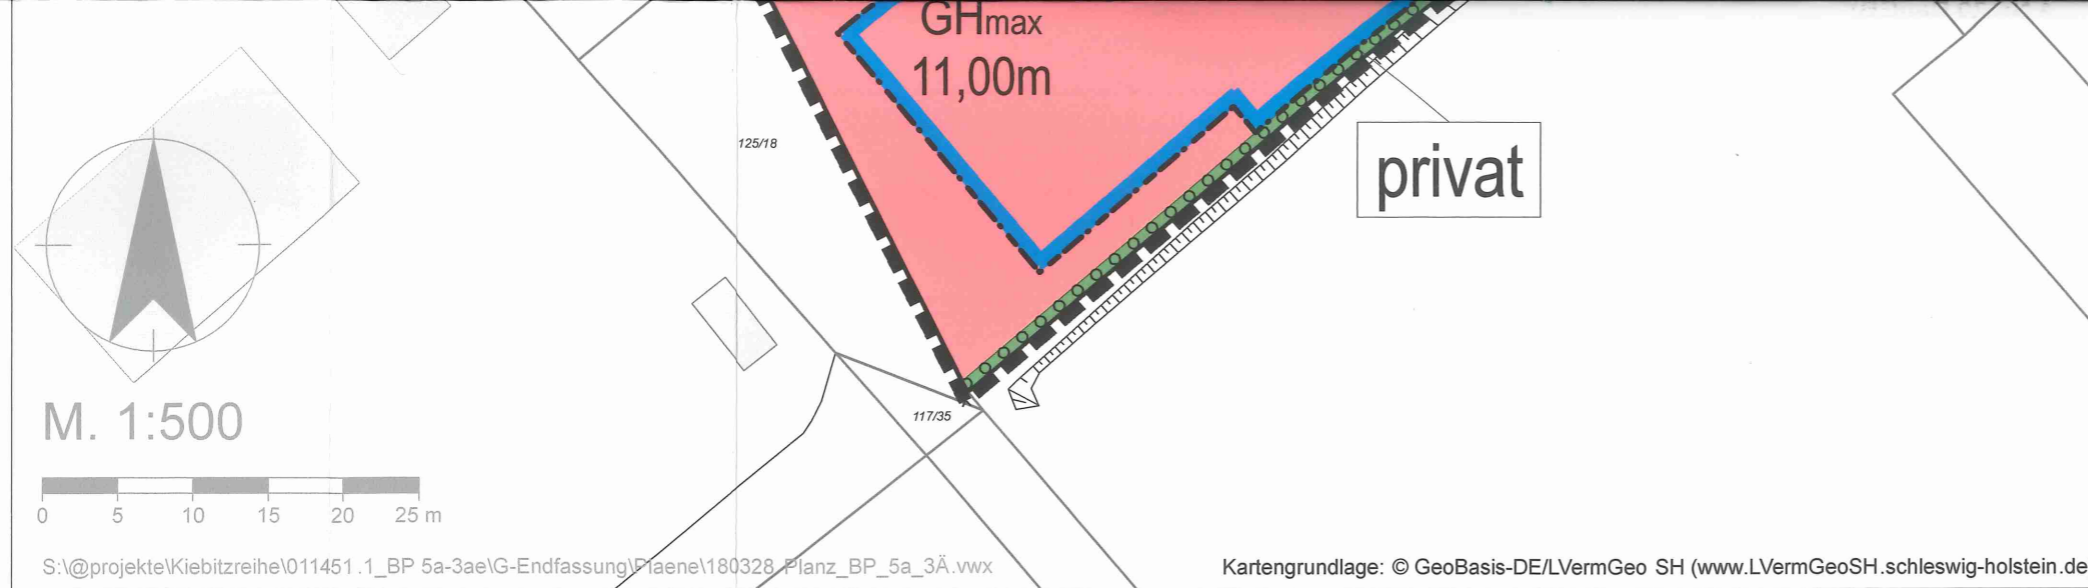 GHmax
11,00m
125/18
privat
117/35
M. 1:500
0 5 10 15 20 25 m
S:\@projekte\Kiebitzreihe\011451.1_BP 5a-3ae\G-Endfassung\Plaene\180328_Planz_BP_5a_3Ä.vwx
Kartengrundlage: © GeoBasis-DE/LVermGeo SH (www.LVermGeoSH.schleswig-holstein.de